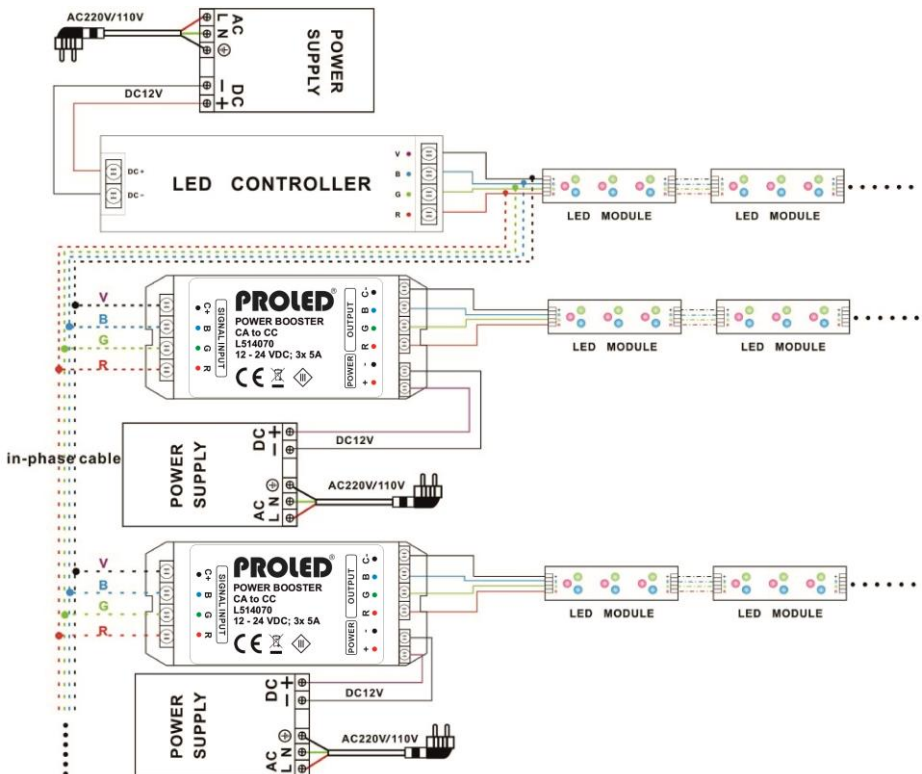 AC220V/110V
L
N
⏚
AC
DC
−
+
POWER
SUPPLY
DC12V
DC+
DC−
LED CONTROLLER
V
B
G
R
LED MODULE
LED MODULE
V
B
G
R
C+
B
G
R
SIGNAL INPUT
PROLED®
POWER BOOSTER
CA to CC
L514070
12 - 24 VDC; 3x 5A
CE
OUTPUT
C-
B
G
R
POWER
-
+
LED MODULE
LED MODULE
in-phase cable
POWER
SUPPLY
DC
+
−
DC12V
⏚
AC
N
L
AC220V/110V
V
B
G
R
C+
B
G
R
SIGNAL INPUT
PROLED®
POWER BOOSTER
CA to CC
L514070
12 - 24 VDC; 3x 5A
CE
OUTPUT
C-
B
G
R
POWER
-
+
LED MODULE
LED MODULE
POWER
SUPPLY
DC
+
−
DC12V
⏚
AC
N
L
AC220V/110V